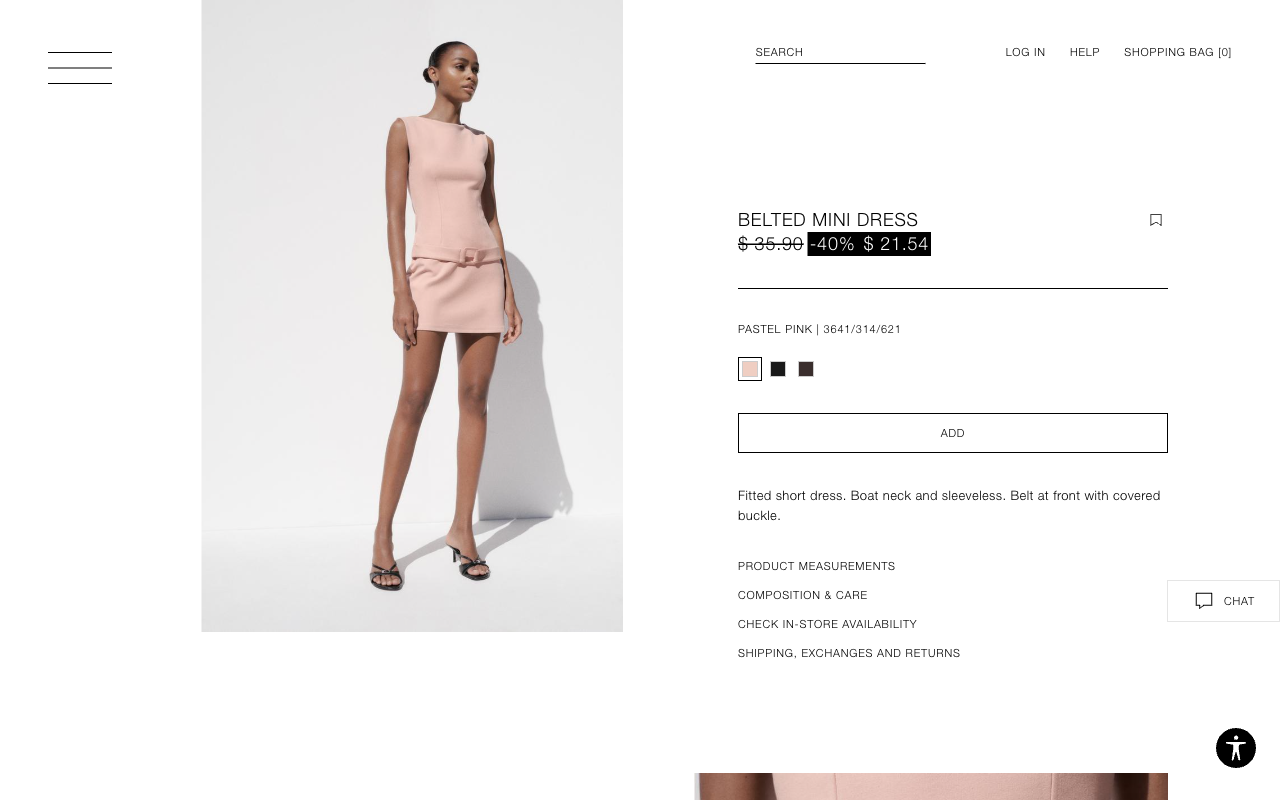 SEARCH
LOG IN
HELP
SHOPPING BAG [0]
BELTED MINI DRESS
$ 35.90 -40% $ 21.54
PASTEL PINK | 3641/314/621
ADD
Fitted short dress. Boat neck and sleeveless. Belt at front with covered
buckle.
PRODUCT MEASUREMENTS
COMPOSITION & CARE
CHECK IN-STORE AVAILABILITY
SHIPPING, EXCHANGES AND RETURNS
CHAT